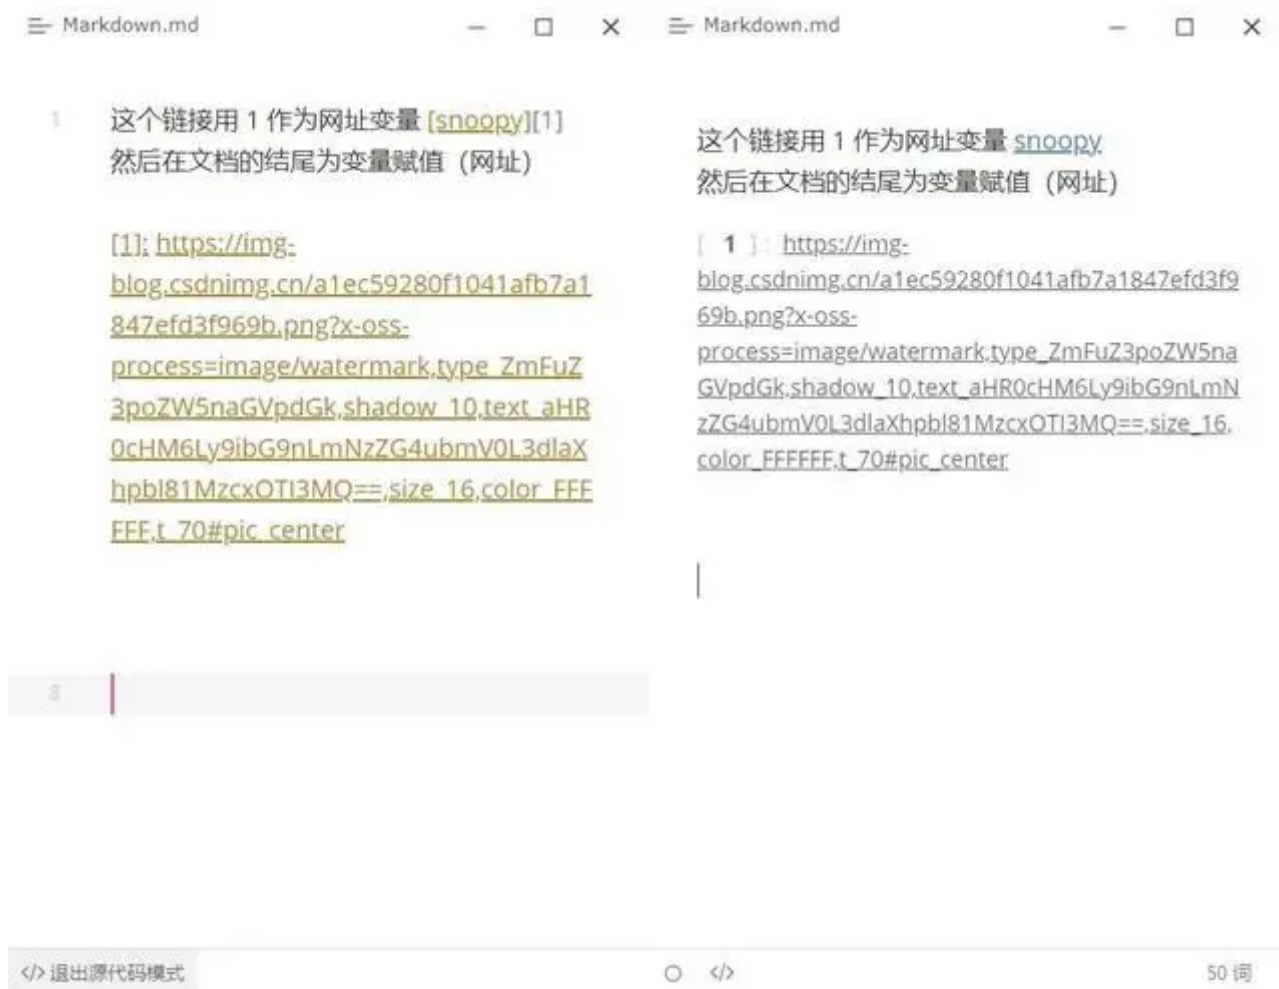 Markdown.md
1 这个链接用 1 作为网址变量 [snoopy][1]
然后在文档的结尾为变量赋值（网址）
[1]: https://img-
blog.csdnimg.cn/a1ec59280f1041afb7a1
847efd3f969b.png?x-oss-
process=image/watermark,type_ZmFuZ
3poZW5naGVpdGk,shadow_10,text_aHR
0cHM6Ly9ibG9nLmNzZG4ubmV0L3dlaX
hpbl81MzcxOTI3MQ==,size_16,color_FFF
FFF,t_70#pic_center
8
</> 退出源代码模式
Markdown.md
这个链接用 1 作为网址变量 snoopy
然后在文档的结尾为变量赋值（网址）
[ 1 ] : https://img-
blog.csdnimg.cn/a1ec59280f1041afb7a1847efd3f9
69b.png?x-oss-
process=image/watermark,type_ZmFuZ3poZW5na
GVpdGk,shadow_10,text_aHR0cHM6Ly9ibG9nLmN
zZG4ubmV0L3dlaXhpbl81MzcxOTI3MQ==,size_16,
color_FFFFFF,t_70#pic_center
</>
50 词